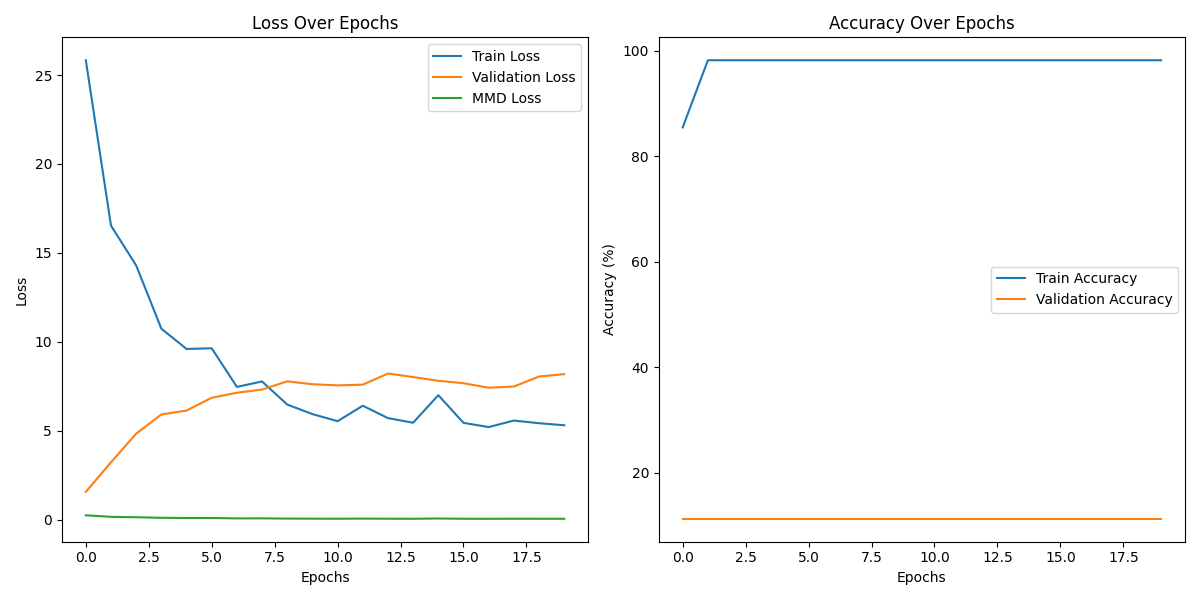 Loss Over Epochs
Train Loss
Validation Loss
MMD Loss
25
20
15
10
5
0
Loss
0.0 2.5 5.0 7.5 10.0 12.5 15.0 17.5
Epochs
Accuracy Over Epochs
100
80
60
40
20
Accuracy (%)
Train Accuracy
Validation Accuracy
0.0 2.5 5.0 7.5 10.0 12.5 15.0 17.5
Epochs